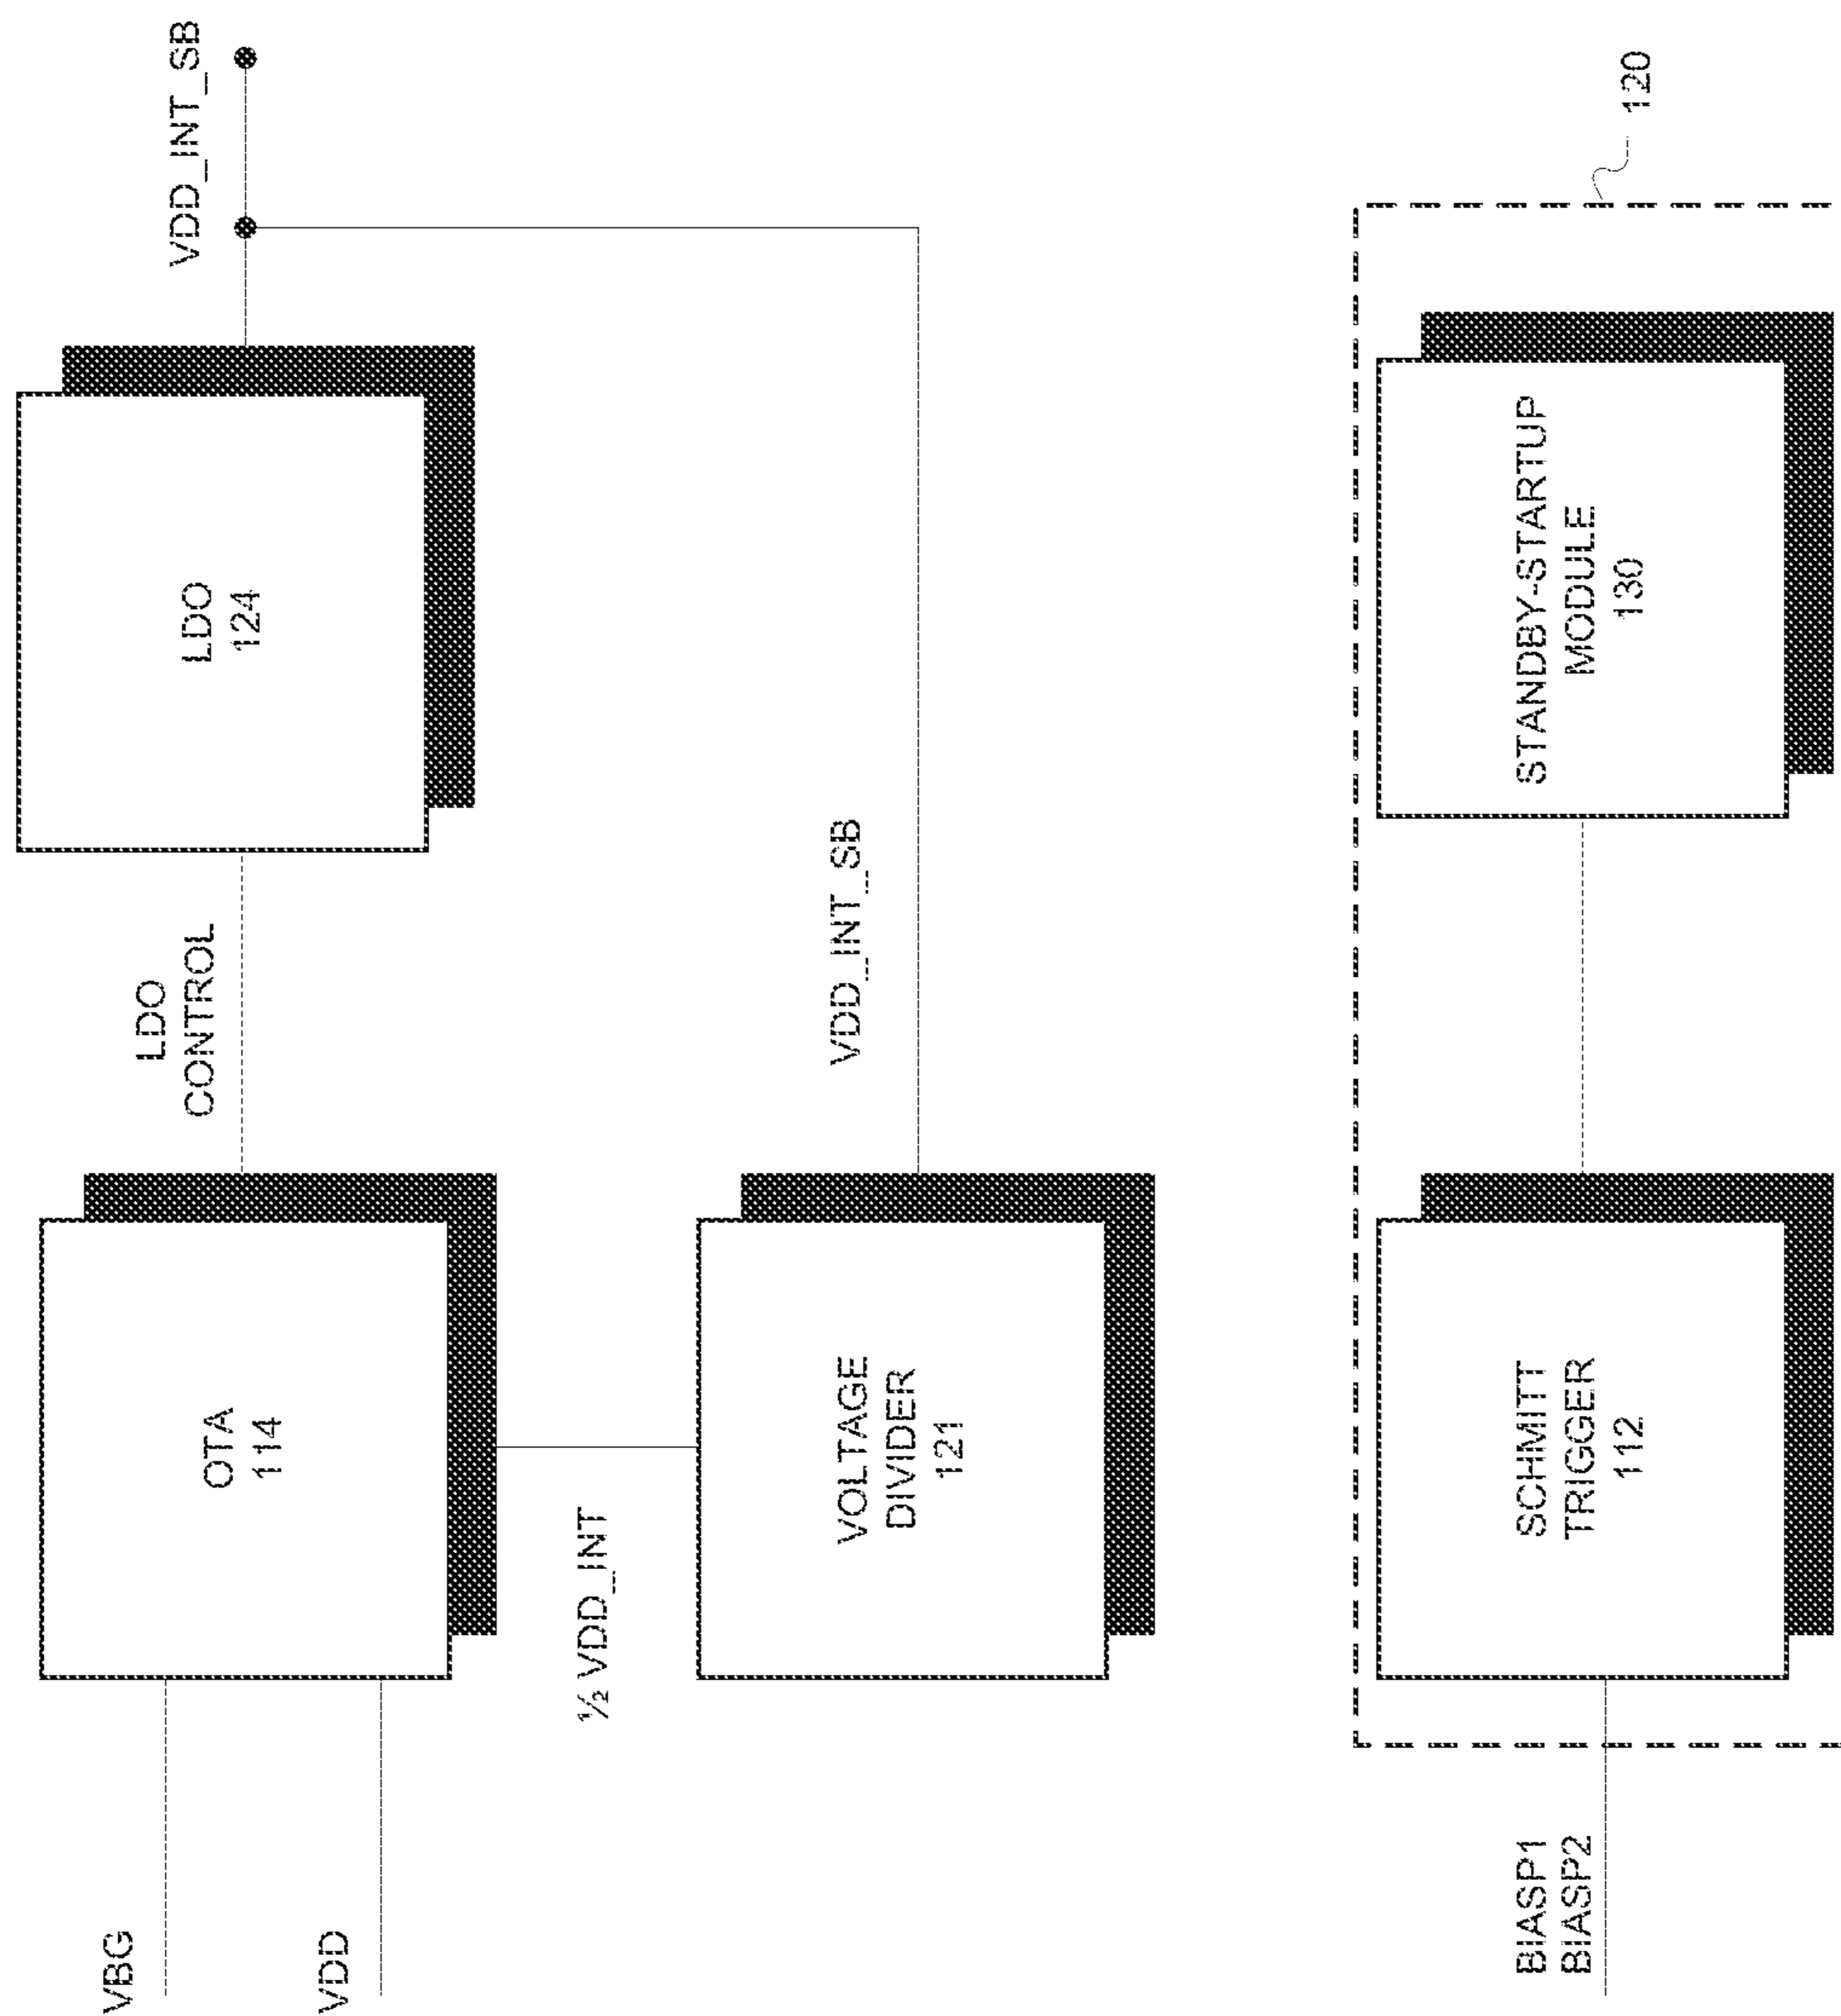 VBG
VDD
OTA
114
LDO
CONTROL
LDO
124
VDD_INT_SB
½ VDD_INT
VOLTAGE
DIVIDER
121
VDD_INT_SB
BIASP1
BIASP2
SCHMITT
TRIGGER
112
STANDBY-STARTUP
MODULE
130
120